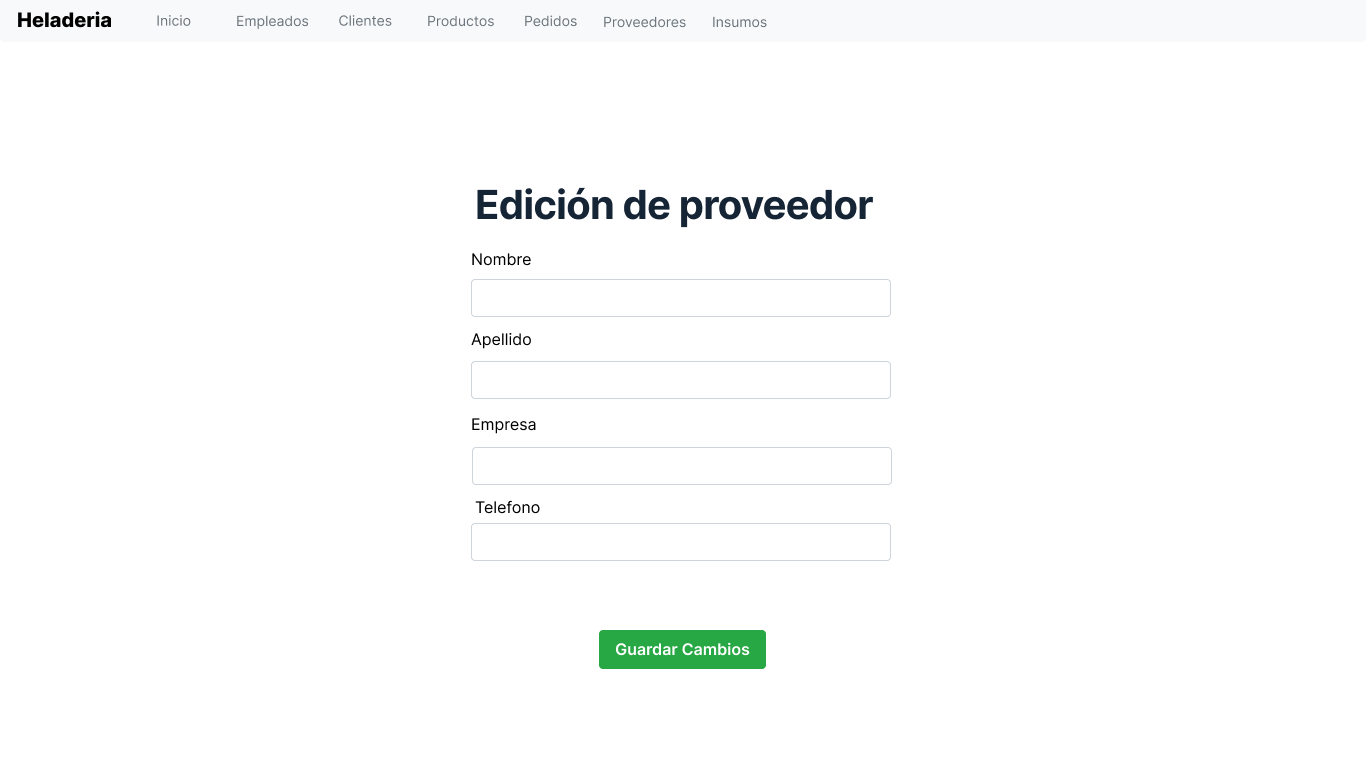 Heladeria Inicio Empleados Clientes Productos Pedidos Proveedores Insumos
Edición de proveedor
Nombre
Apellido
Empresa
Telefono
Guardar Cambios